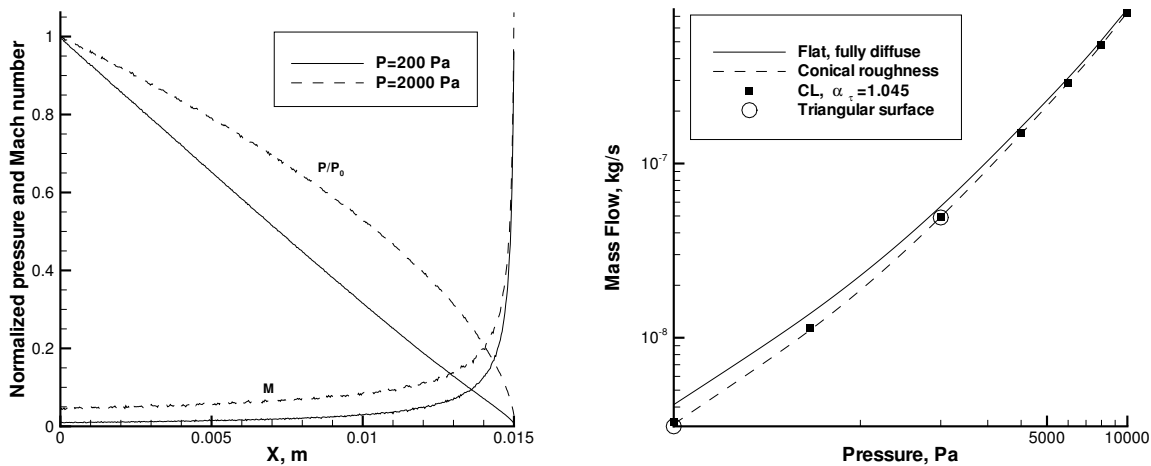 Normalized pressure and Mach number
1
0.8
0.6
0.4
0.2
0
P=200 Pa
P=2000 Pa
P/P₀
M
0
0.005
0.01
0.015
X, m
Mass Flow, kg/s
10⁻⁷
10⁻⁸
Flat, fully diffuse
Conical roughness
CL, α τ =1.045
Triangular surface
5000
10000
Pressure, Pa